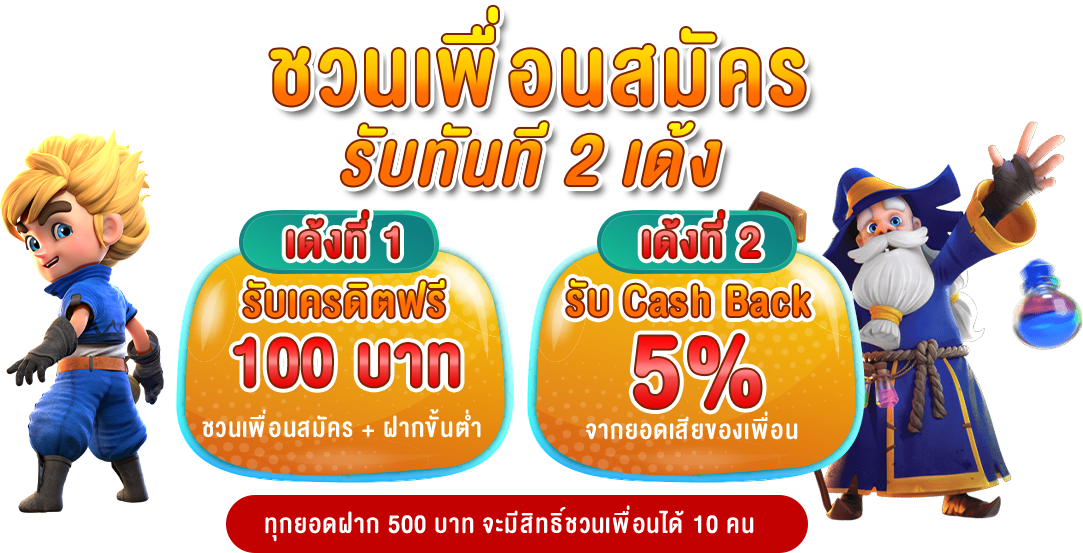 ชวนเพื่อนสมัคร
รับทันที 2 เด้ง
เด้งที่ 1
รับเครดิตฟรี
100 บาท
ชวนเพื่อนสมัคร + ฝากขั้นต่ำ
เด้งที่ 2
รับ Cash Back
5%
จากยอดเสียของเพื่อน
ทุกยอดฝาก 500 บาท จะมีสิทธิ์ชวนเพื่อนได้ 10 คน